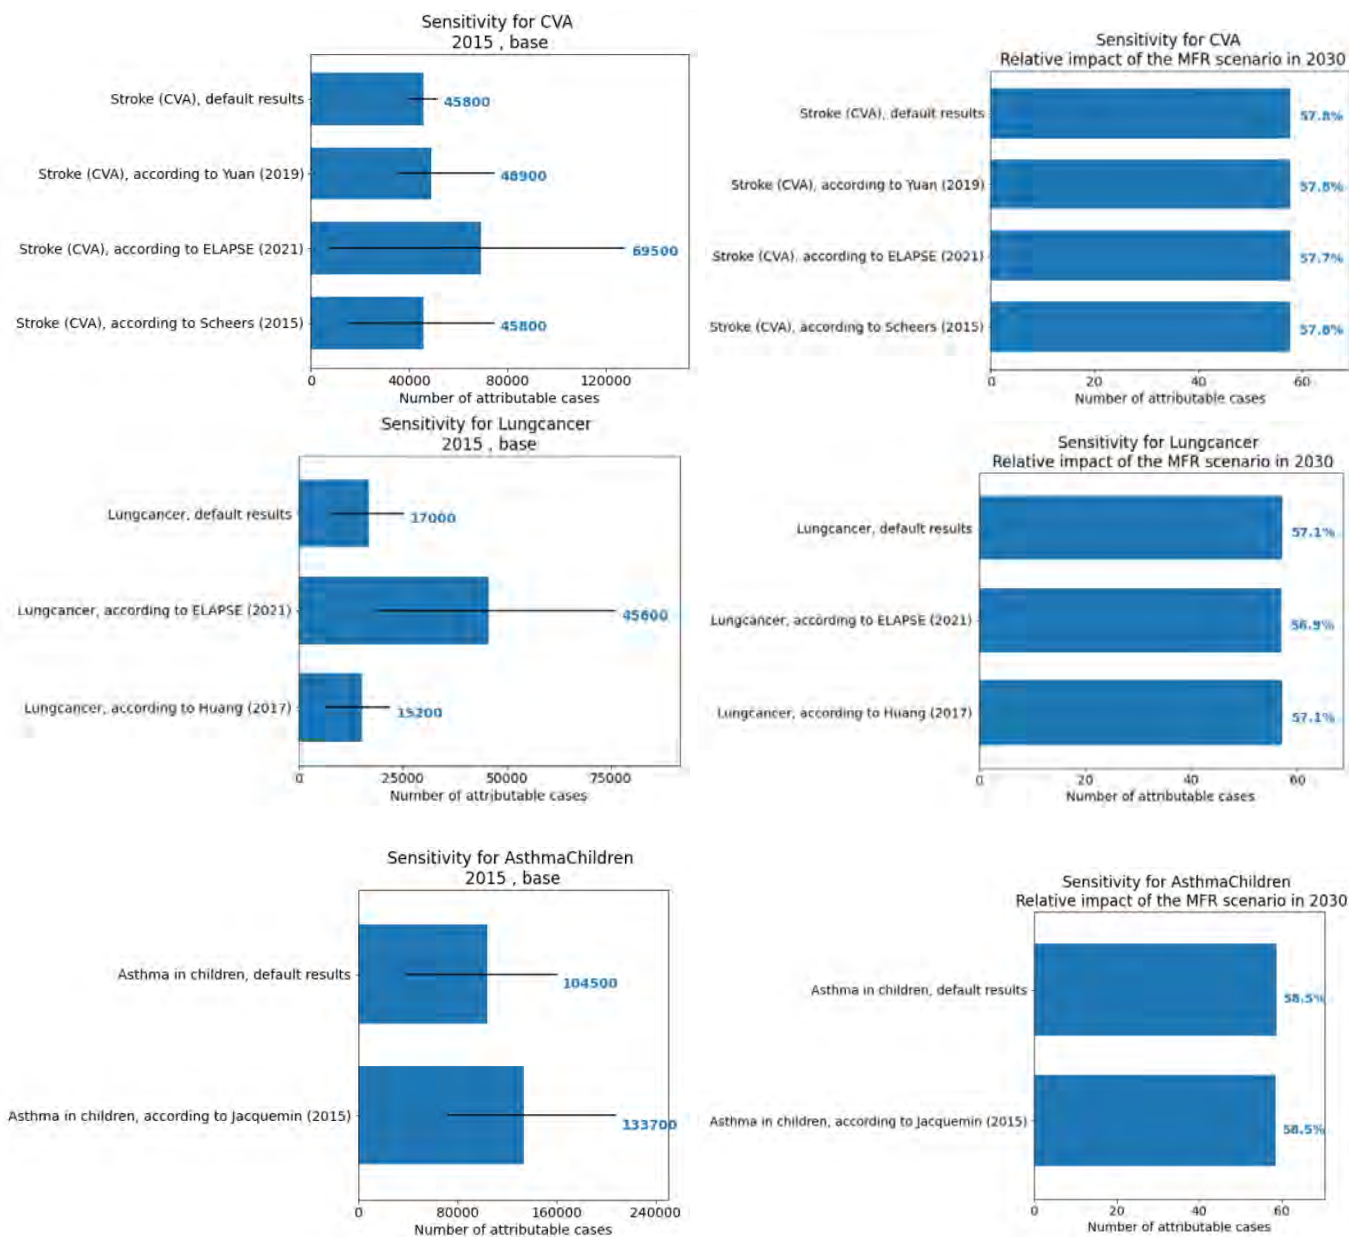 Sensitivity for CVA
2015 , base
Stroke (CVA), default results
45800
Stroke (CVA), according to Yuan (2019)
48900
Stroke (CVA), according to ELAPSE (2021)
69500
Stroke (CVA), according to Scheers (2015)
45800
0 40000 80000 120000
Number of attributable cases
Sensitivity for CVA
Relative impact of the MFR scenario in 2030
Stroke (CVA), default results
57.8%
Stroke (CVA), according to Yuan (2019)
57.8%
Stroke (CVA), according to ELAPSE (2021)
57.7%
Stroke (CVA), according to Scheers (2015)
57.8%
0 20 40 60
Number of attributable cases
Sensitivity for Lungcancer
2015 , base
Lungcancer, default results
17000
Lungcancer, according to ELAPSE (2021)
45600
Lungcancer, according to Huang (2017)
15200
0 25000 50000 75000
Number of attributable cases
Sensitivity for Lungcancer
Relative impact of the MFR scenario in 2030
Lungcancer, default results
57.1%
Lungcancer, according to ELAPSE (2021)
56.9%
Lungcancer, according to Huang (2017)
57.1%
0 20 40 60
Number of attributable cases
Sensitivity for AsthmaChildren
2015 , base
Asthma in children, default results
104500
Asthma in children, according to Jacquemin (2015)
133700
0 80000 160000 240000
Number of attributable cases
Sensitivity for AsthmaChildren
Relative impact of the MFR scenario in 2030
Asthma in children, default results
58.5%
Asthma in children, according to Jacquemin (2015)
58.5%
0 20 40 60
Number of attributable cases